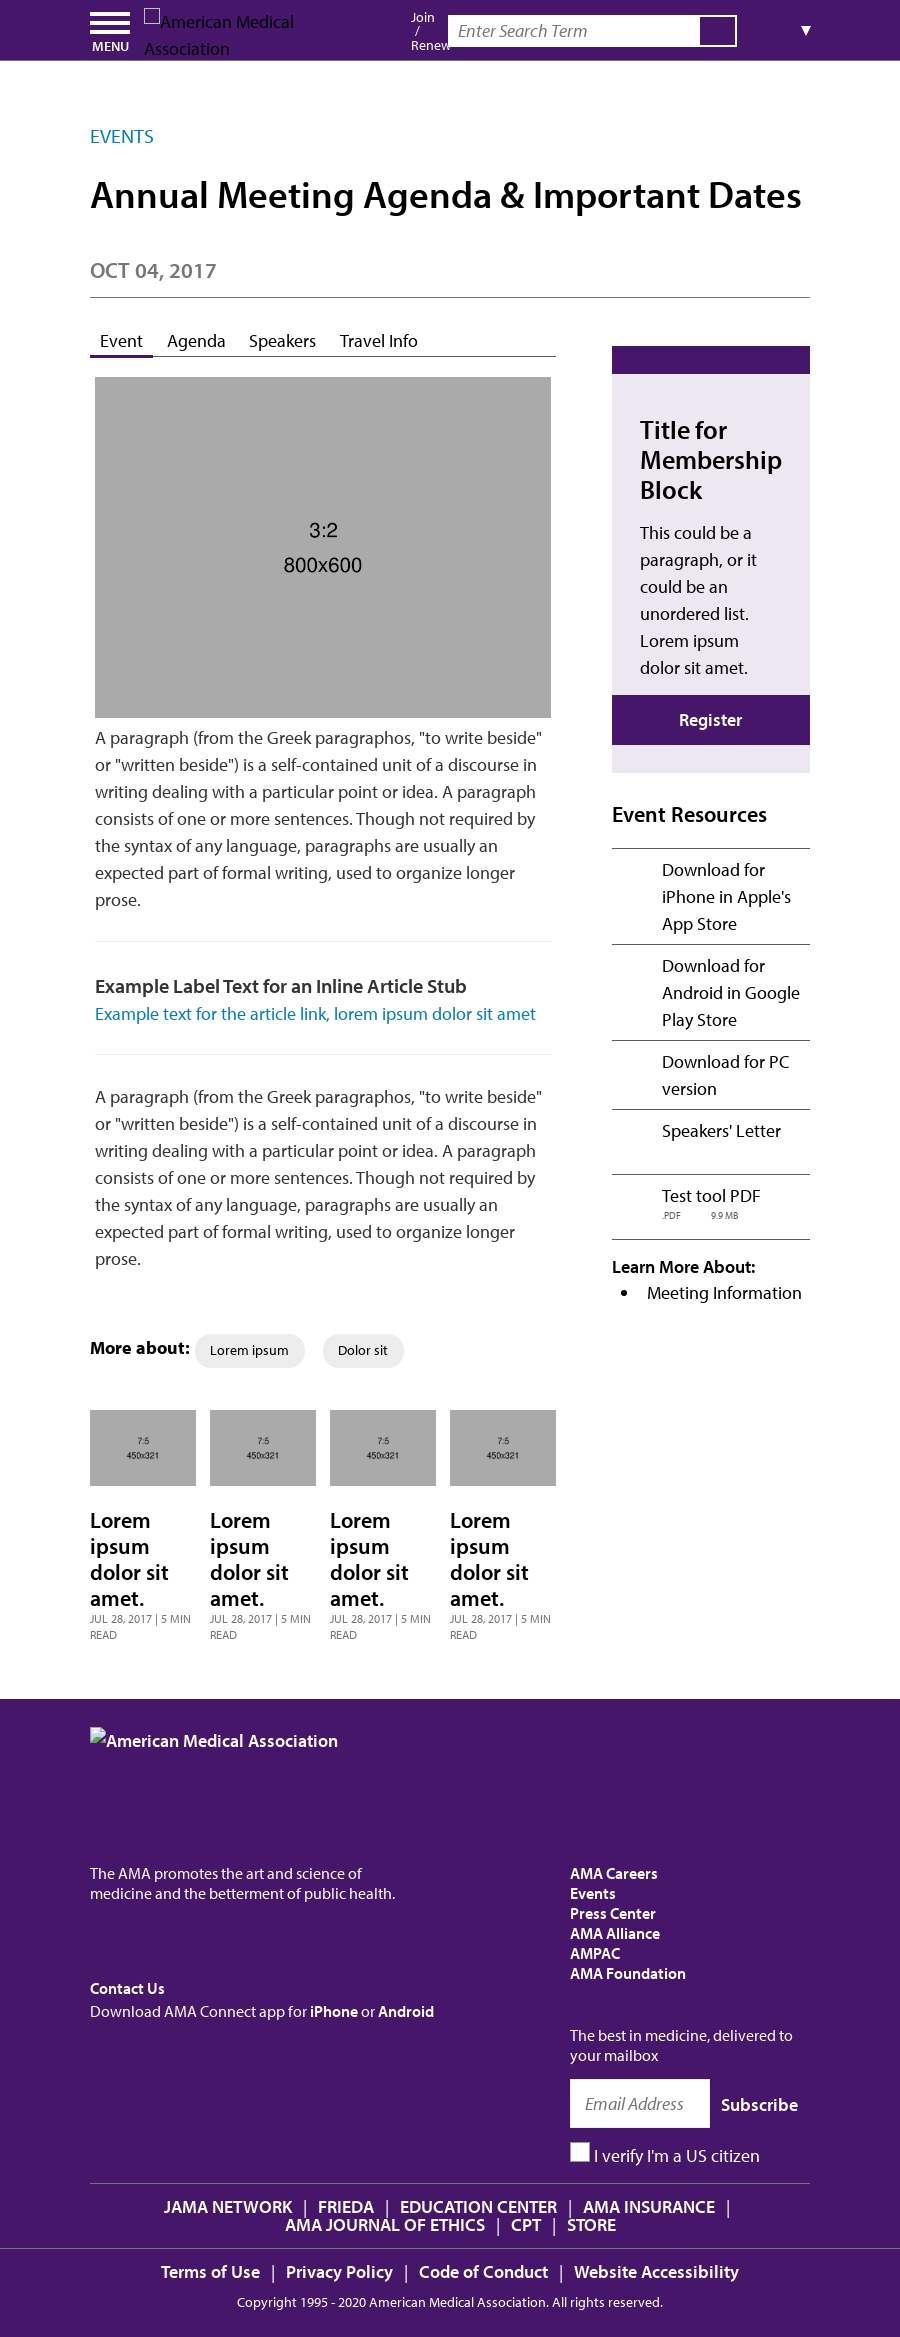 MENU
American Medical
Association
Join
/
Renew
Enter Search Term
▼
EVENTS
Annual Meeting Agenda & Important Dates
OCT 04, 2017
Event Agenda Speakers Travel Info
3:2
800x600
A paragraph (from the Greek paragraphos, "to write beside"
or "written beside") is a self-contained unit of a discourse in
writing dealing with a particular point or idea. A paragraph
consists of one or more sentences. Though not required by
the syntax of any language, paragraphs are usually an
expected part of formal writing, used to organize longer
prose.
Example Label Text for an Inline Article Stub
Example text for the article link, lorem ipsum dolor sit amet
A paragraph (from the Greek paragraphos, "to write beside"
or "written beside") is a self-contained unit of a discourse in
writing dealing with a particular point or idea. A paragraph
consists of one or more sentences. Though not required by
the syntax of any language, paragraphs are usually an
expected part of formal writing, used to organize longer
prose.
More about: Lorem ipsum Dolor sit
7:5
450x321
Lorem
ipsum
dolor sit
amet.
JUL 28, 2017 | 5 MIN
READ
7:5
450x321
Lorem
ipsum
dolor sit
amet.
JUL 28, 2017 | 5 MIN
READ
7:5
450x321
Lorem
ipsum
dolor sit
amet.
JUL 28, 2017 | 5 MIN
READ
7:5
450x321
Lorem
ipsum
dolor sit
amet.
JUL 28, 2017 | 5 MIN
READ
Title for
Membership
Block
This could be a
paragraph, or it
could be an
unordered list.
Lorem ipsum
dolor sit amet.
Register
Event Resources
Download for
iPhone in Apple's
App Store
Download for
Android in Google
Play Store
Download for PC
version
Speakers' Letter
Test tool PDF
.PDF 9.9 MB
Learn More About:
• Meeting Information
American Medical Association
The AMA promotes the art and science of
medicine and the betterment of public health.
Contact Us
Download AMA Connect app for iPhone or Android
AMA Careers
Events
Press Center
AMA Alliance
AMPAC
AMA Foundation
The best in medicine, delivered to
your mailbox
Email Address Subscribe
I verify I'm a US citizen
JAMA NETWORK | FRIEDA | EDUCATION CENTER | AMA INSURANCE |
AMA JOURNAL OF ETHICS | CPT | STORE
Terms of Use | Privacy Policy | Code of Conduct | Website Accessibility
Copyright 1995 - 2020 American Medical Association. All rights reserved.